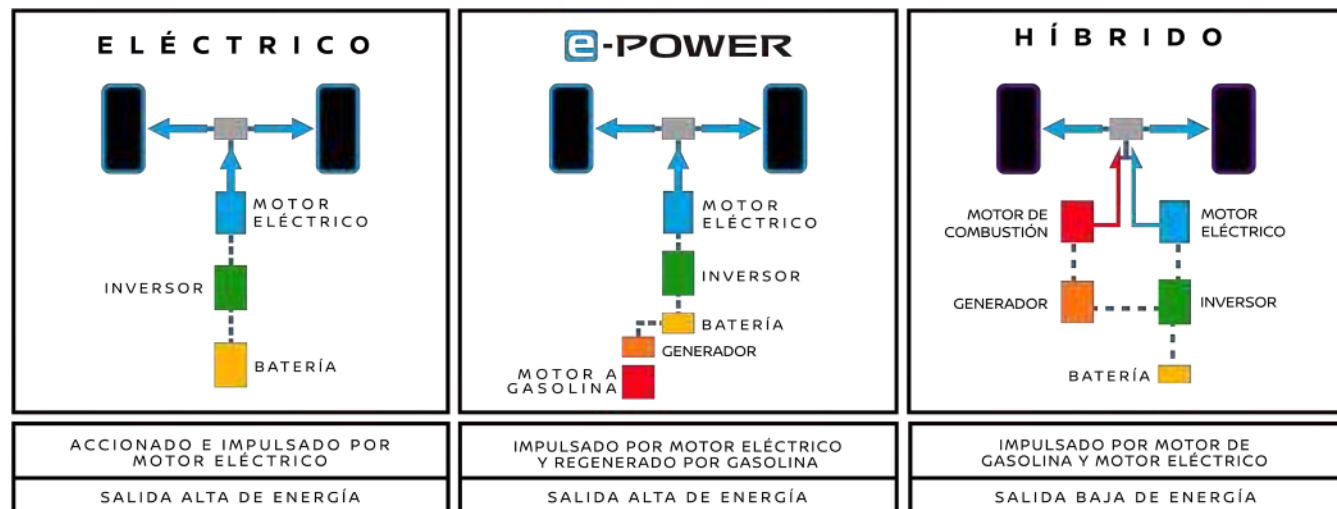 ELÉCTRICO
MOTOR
ELÉCTRICO
INVERSOR
BATERÍA
ACCIONADO E IMPULSADO POR
MOTOR ELÉCTRICO
SALIDA ALTA DE ENERGÍA
e-POWER
MOTOR
ELÉCTRICO
INVERSOR
BATERÍA
GENERADOR
MOTOR A
GASOLINA
IMPULSADO POR MOTOR ELÉCTRICO
Y REGENERADO POR GASOLINA
SALIDA ALTA DE ENERGÍA
HÍBRIDO
MOTOR DE
COMBUSTIÓN
MOTOR
ELÉCTRICO
GENERADOR
INVERSOR
BATERÍA
IMPULSADO POR MOTOR DE
GASOLINA Y MOTOR ELÉCTRICO
SALIDA BAJA DE ENERGÍA